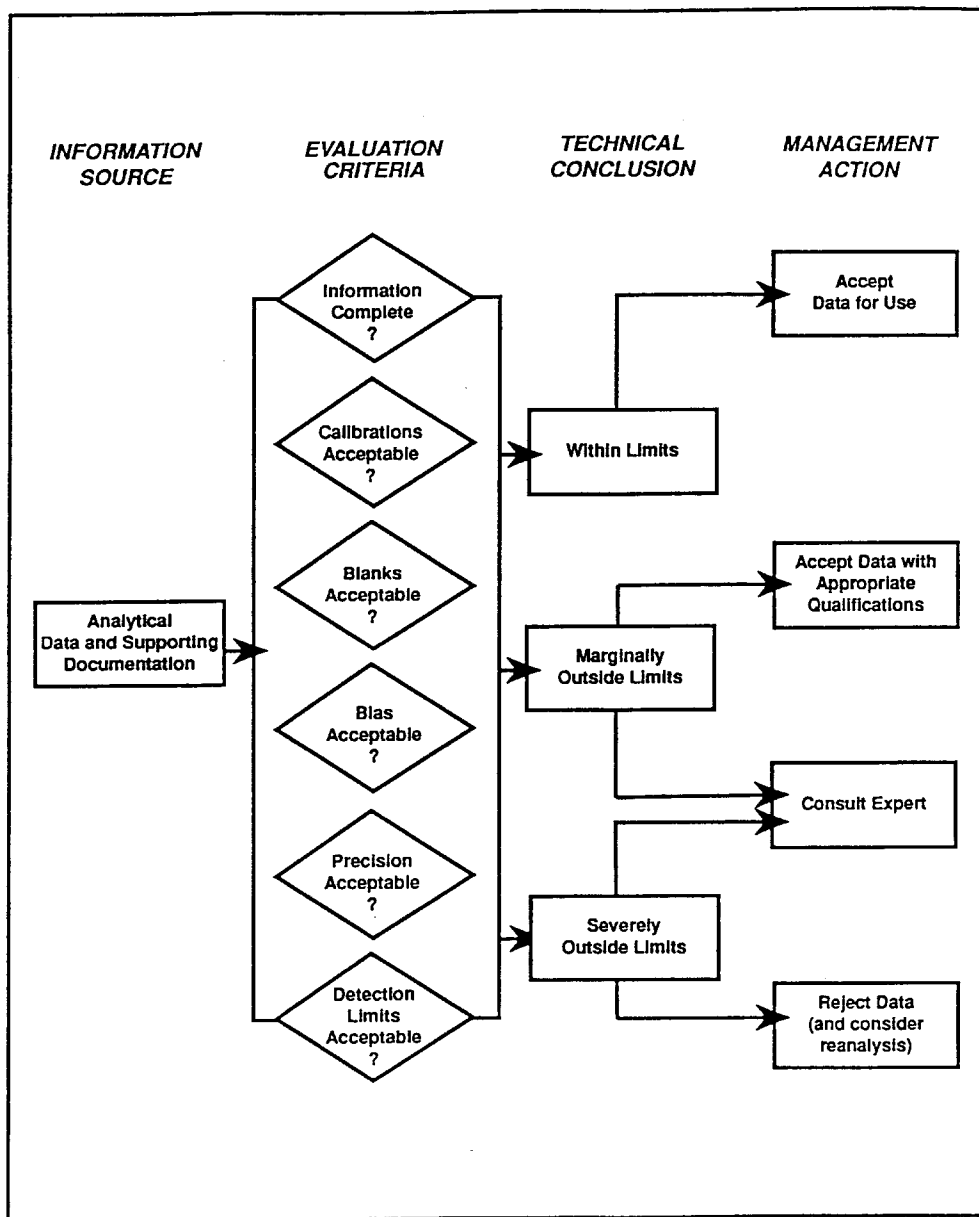 INFORMATION
SOURCE
EVALUATION
CRITERIA
TECHNICAL
CONCLUSION
MANAGEMENT
ACTION
Analytical
Data and Supporting
Documentation
Information
Complete
?
Calibrations
Acceptable
?
Blanks
Acceptable
?
Bias
Acceptable
?
Precision
Acceptable
?
Detection
Limits
Acceptable
?
Within Limits
Marginally
Outside Limits
Severely
Outside Limits
Accept
Data for Use
Accept Data with
Appropriate
Qualifications
Consult Expert
Reject Data
(and consider
reanalysis)